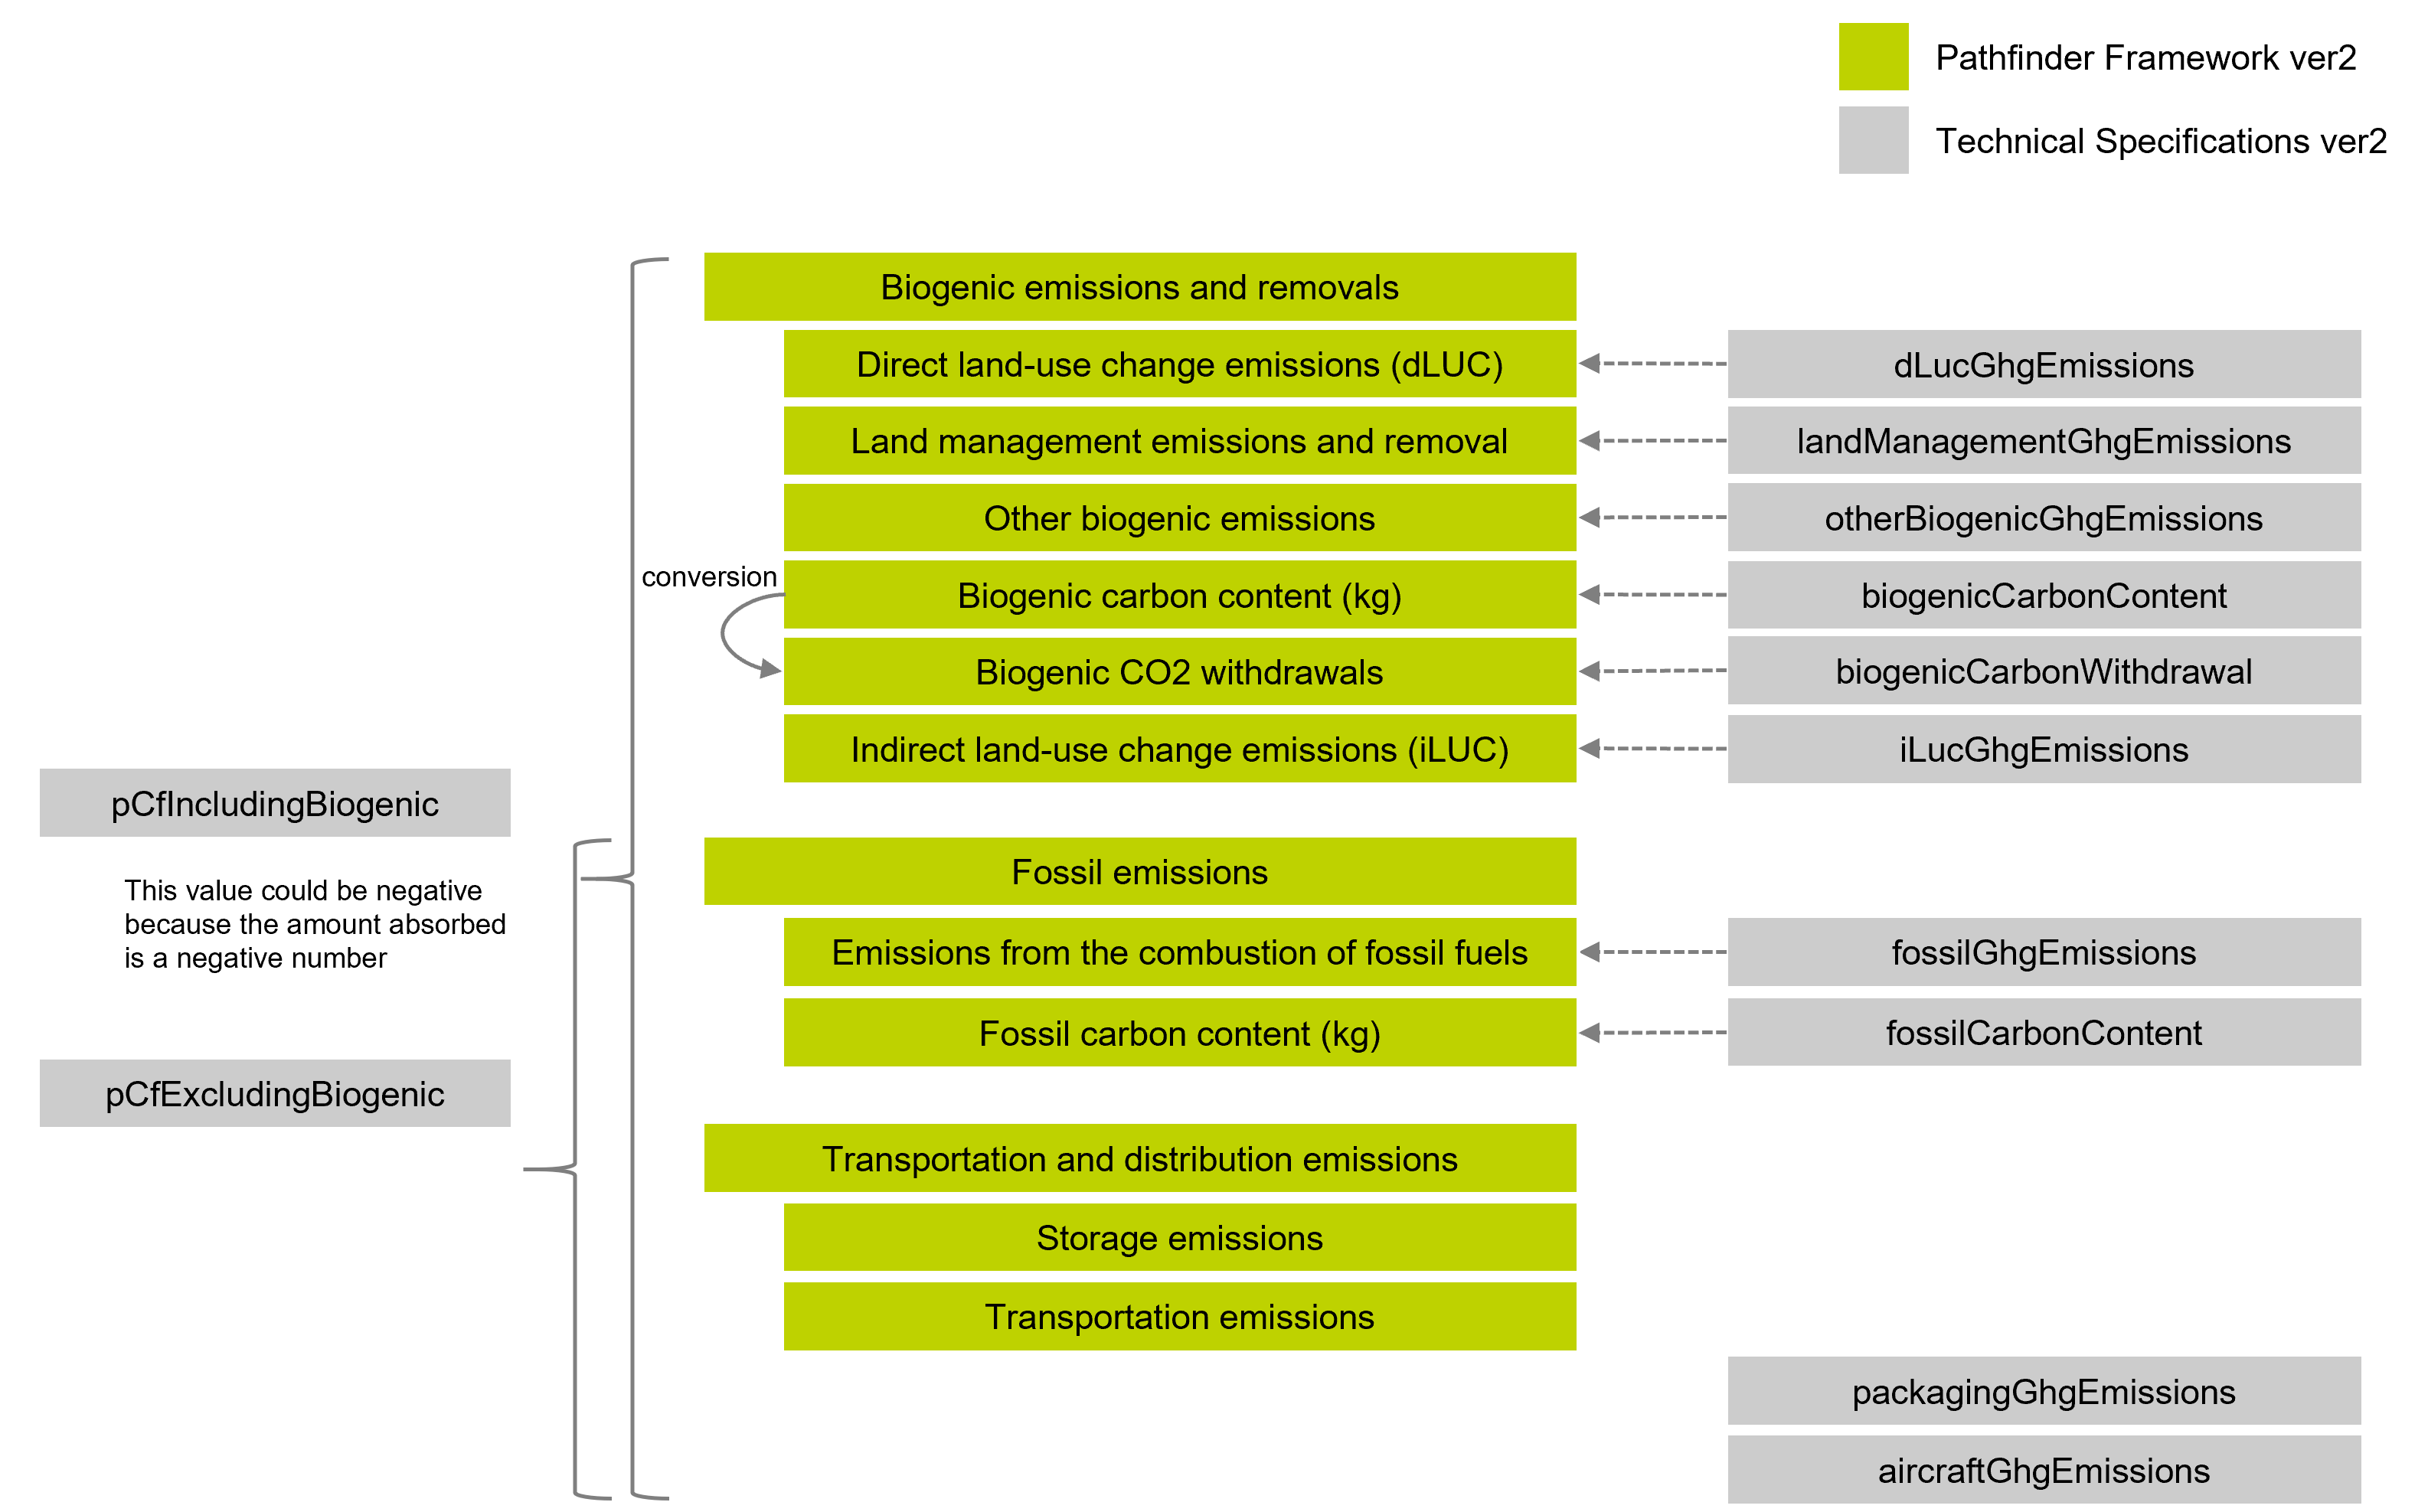 Pathfinder Framework ver2
Technical Specifications ver2
Biogenic emissions and removals
Direct land-use change emissions (dLUC)
dLucGhgEmissions
Land management emissions and removal
landManagementGhgEmissions
Other biogenic emissions
otherBiogenicGhgEmissions
conversion
Biogenic carbon content (kg)
biogenicCarbonContent
Biogenic CO2 withdrawals
biogenicCarbonWithdrawal
Indirect land-use change emissions (iLUC)
iLucGhgEmissions
pCfIncludingBiogenic
This value could be negative
because the amount absorbed
is a negative number
Fossil emissions
Emissions from the combustion of fossil fuels
fossilGhgEmissions
Fossil carbon content (kg)
fossilCarbonContent
pCfExcludingBiogenic
Transportation and distribution emissions
Storage emissions
Transportation emissions
packagingGhgEmissions
aircraftGhgEmissions